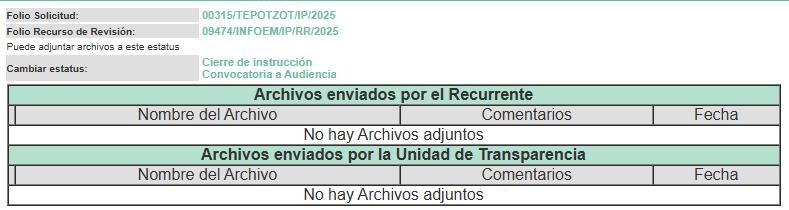 Folio Solicitud: 00315/TEPOTZOT/IP/2025
Folio Recurso de Revisión: 09474/INFOEM/IP/RR/2025
Puede adjuntar archivos a este estatus
Cambiar estatus: Cierre de instrucción
Convocatoria a Audiencia
Archivos enviados por el Recurrente
Nombre del Archivo Comentarios Fecha
No hay Archivos adjuntos
Archivos enviados por la Unidad de Transparencia
Nombre del Archivo Comentarios Fecha
No hay Archivos adjuntos